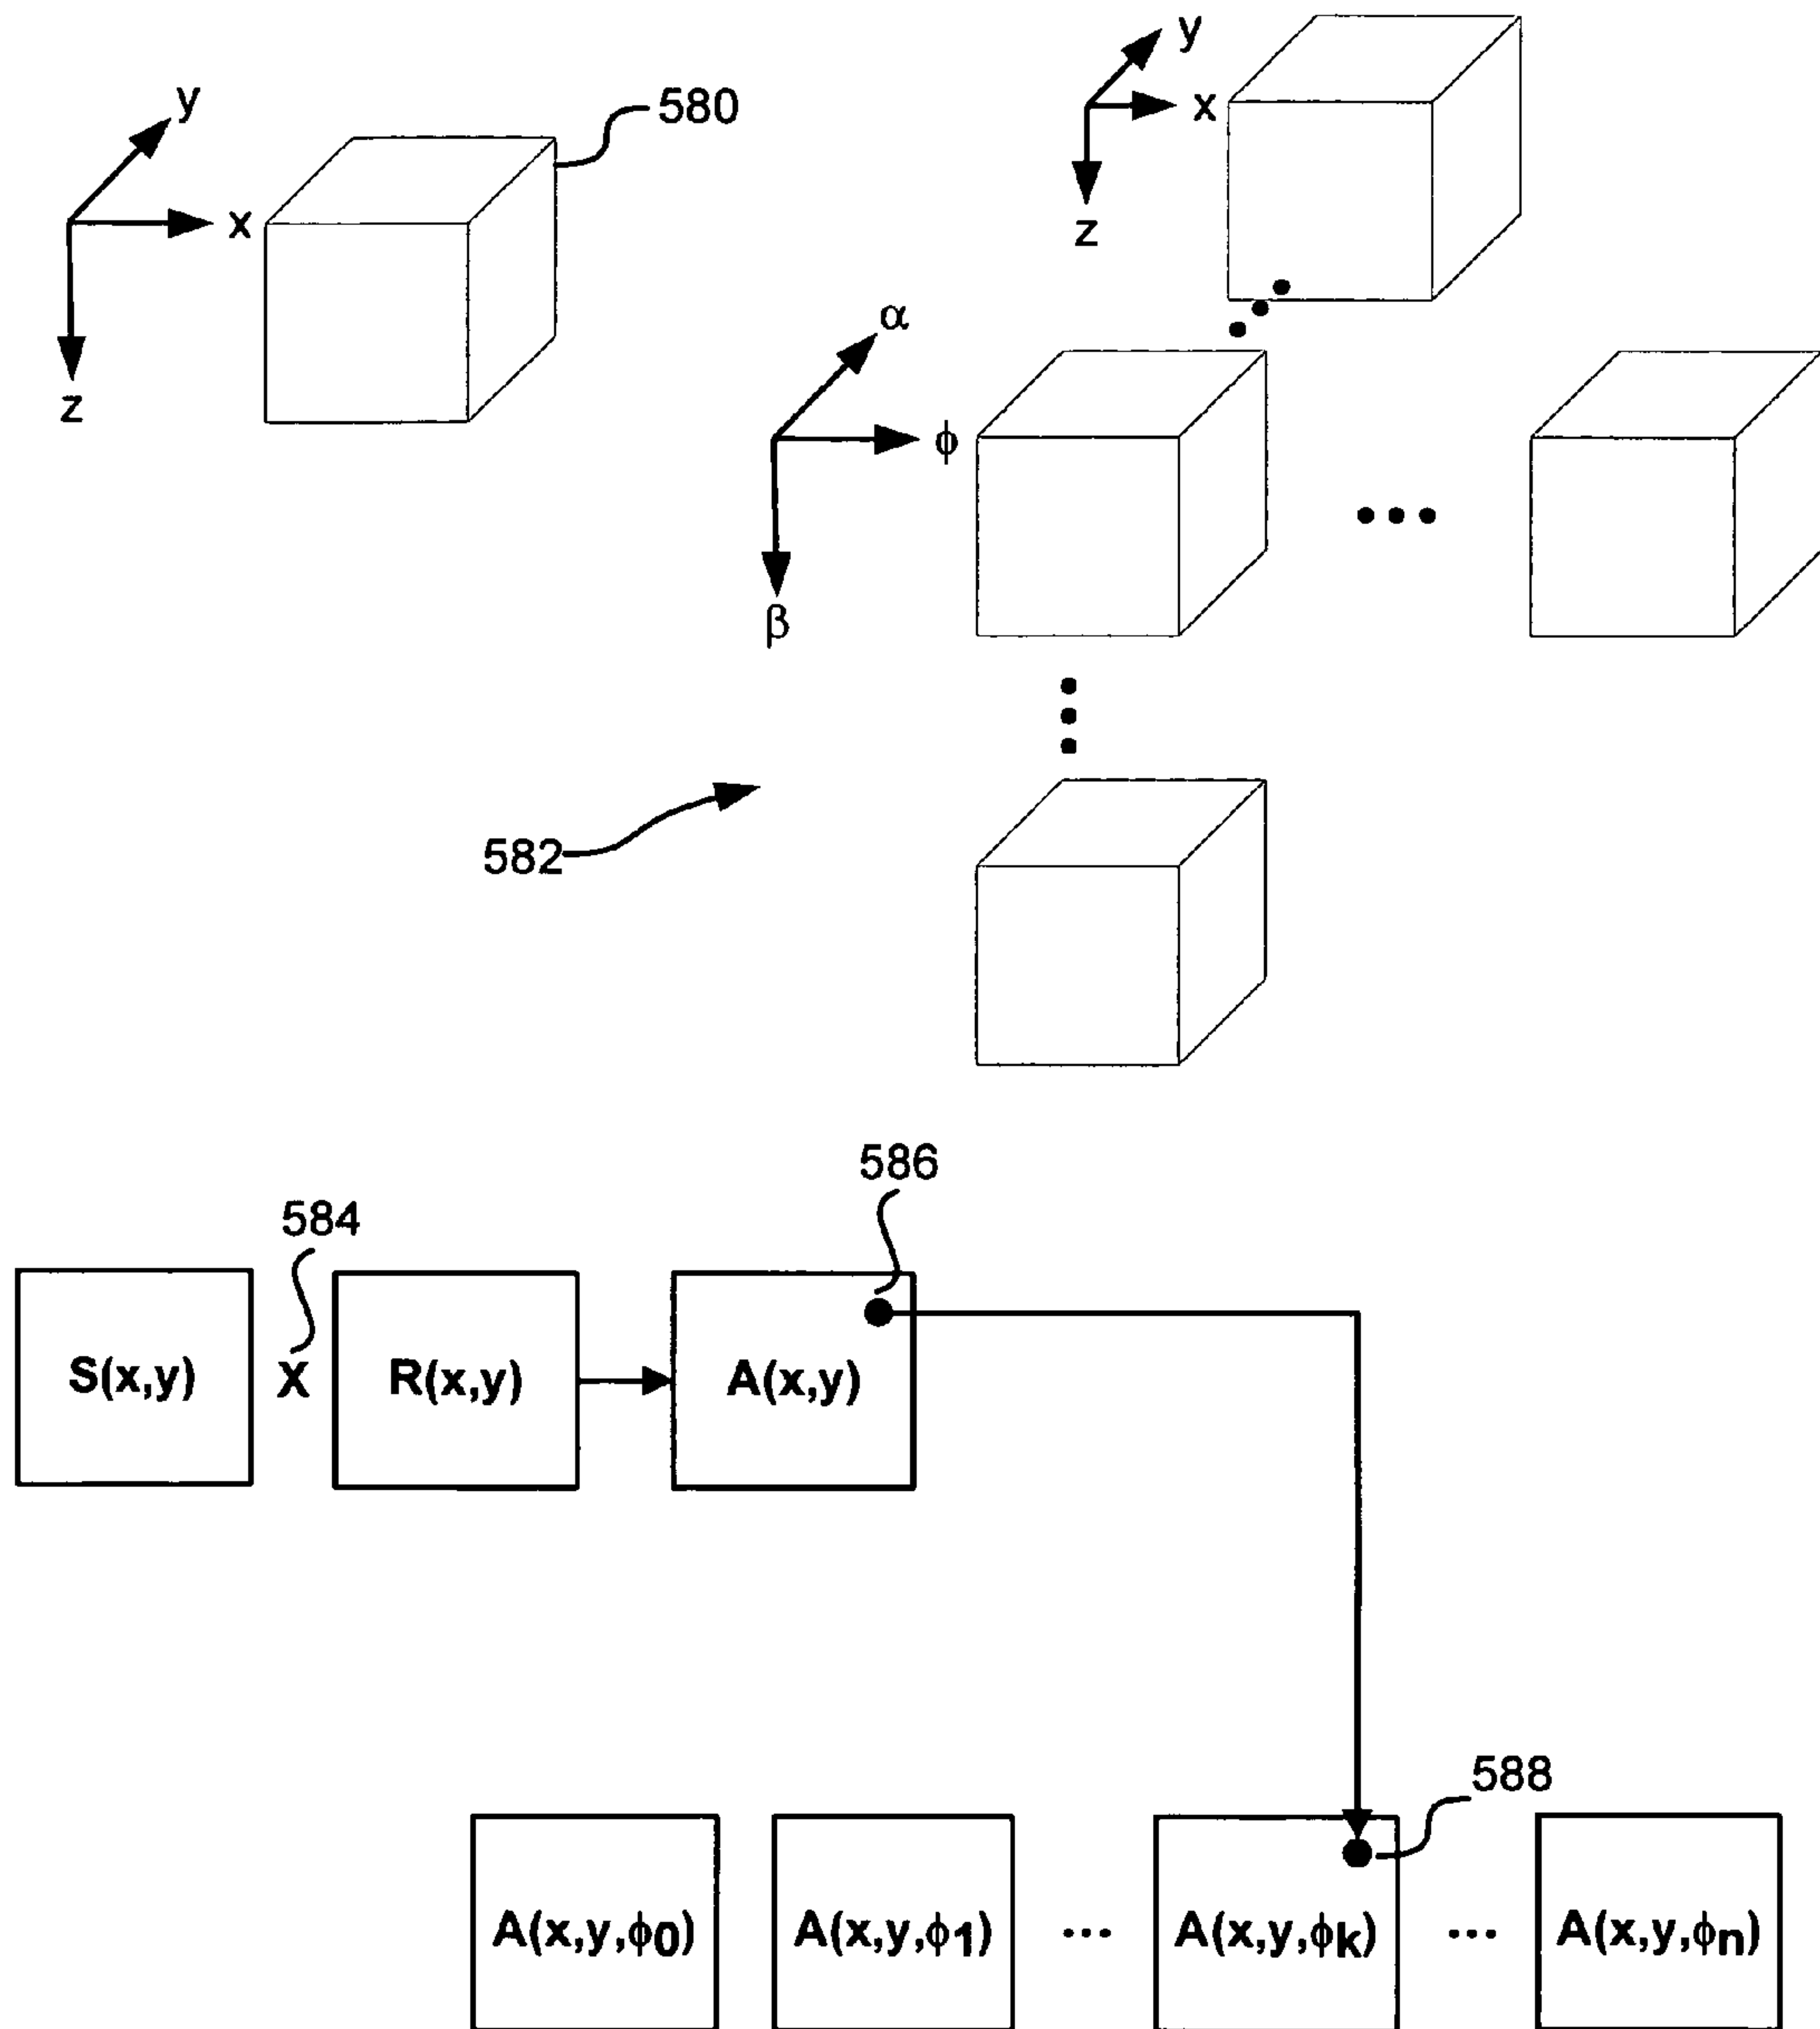 y
x
z
580
y
x
z
α
ϕ
β
• • •
582
584
586
S(x,y)
X
R(x,y)
A(x,y)
588
A(x,y,ϕ0)
A(x,y,ϕ1)
...
A(x,y,ϕk)
...
A(x,y,ϕn)